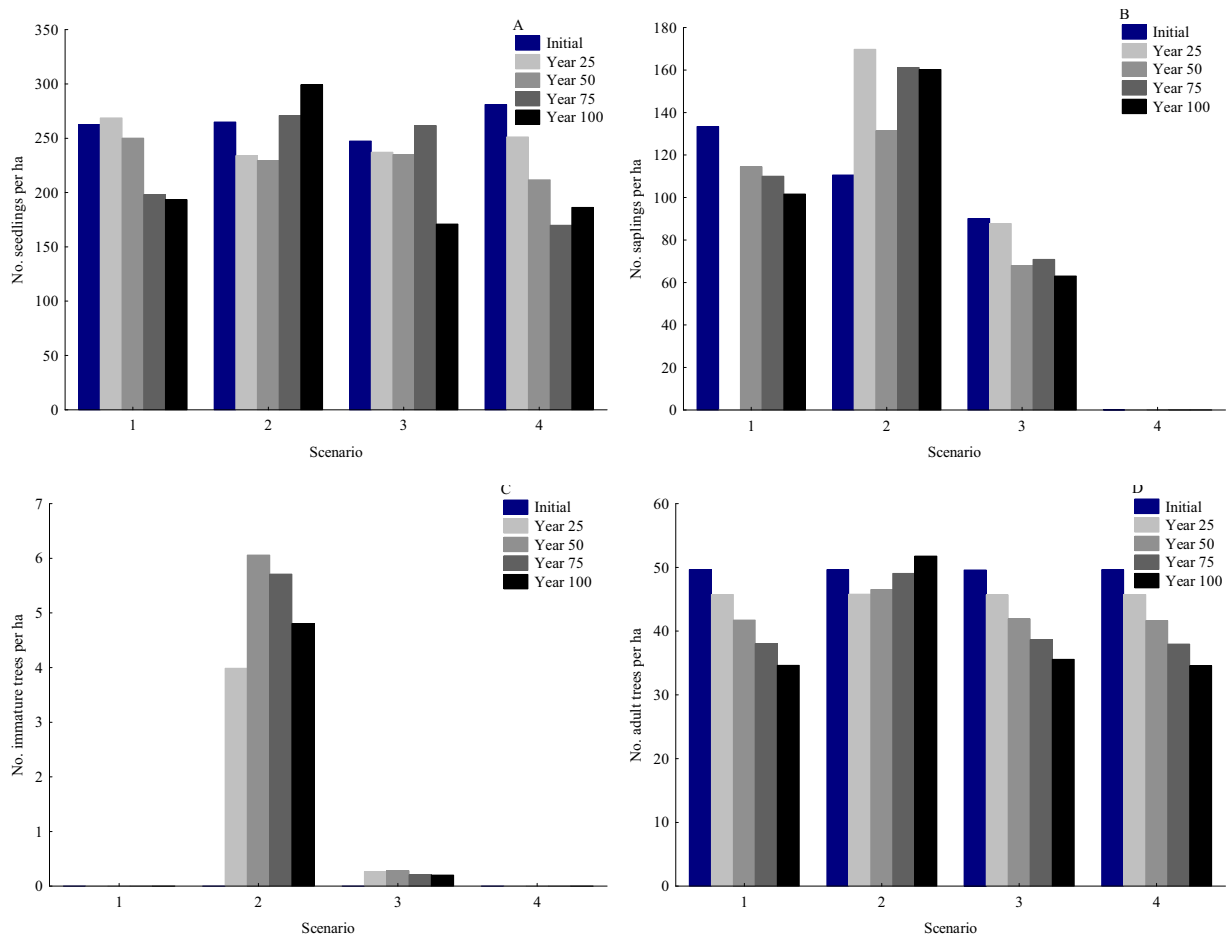 A
Initial
Year 25
Year 50
Year 75
Year 100
No. seedlings per ha
350
300
250
200
150
100
50
0
1 2 3 4
Scenario
B
Initial
Year 25
Year 50
Year 75
Year 100
No. saplings per ha
180
160
140
120
100
80
60
40
20
0
1 2 3 4
Scenario
C
Initial
Year 25
Year 50
Year 75
Year 100
No. immature trees per ha
7
6
5
4
3
2
1
0
1 2 3 4
Scenario
D
Initial
Year 25
Year 50
Year 75
Year 100
No. adult trees per ha
60
50
40
30
20
10
0
1 2 3 4
Scenario